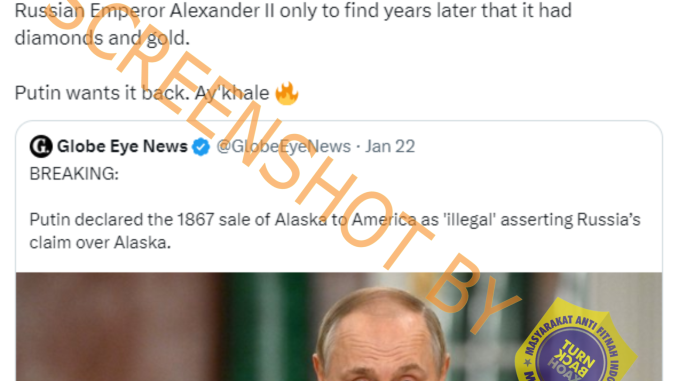 Russian Emperor Alexander II only to find years later that it had
diamonds and gold.
Putin wants it back. Ay'khale 🔥
Globe Eye News @GlobeEyeNews · Jan 22
BREAKING:
Putin declared the 1867 sale of Alaska to America as 'illegal' asserting Russia's
claim over Alaska.
SCREENSHOT BY
MASYARAKAT ANTI FITNAH INDO
TURN
BACK
HOAX